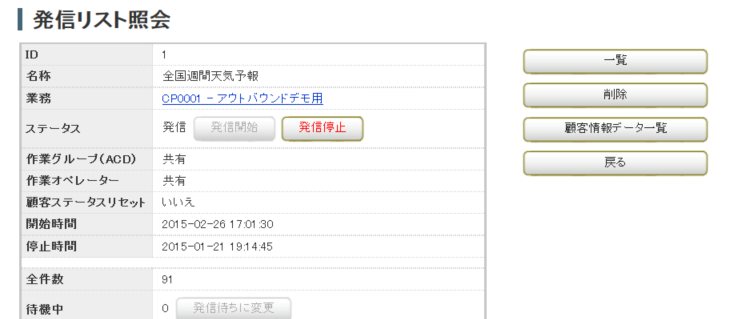 発信リスト照会
ID 1
名称 全国週間天気予報
業務 CP0001 - アウトバウンドデモ用
ステータス 発信 発信開始 発信停止
作業グループ(ACD) 共有
作業オペレーター 共有
顧客ステータスリセット いいえ
開始時間 2015-02-26 17:01:30
停止時間 2015-01-21 19:14:45
全件数 91
待機中 0 発信待ちに変更
一覧
削除
顧客情報データ一覧
戻る